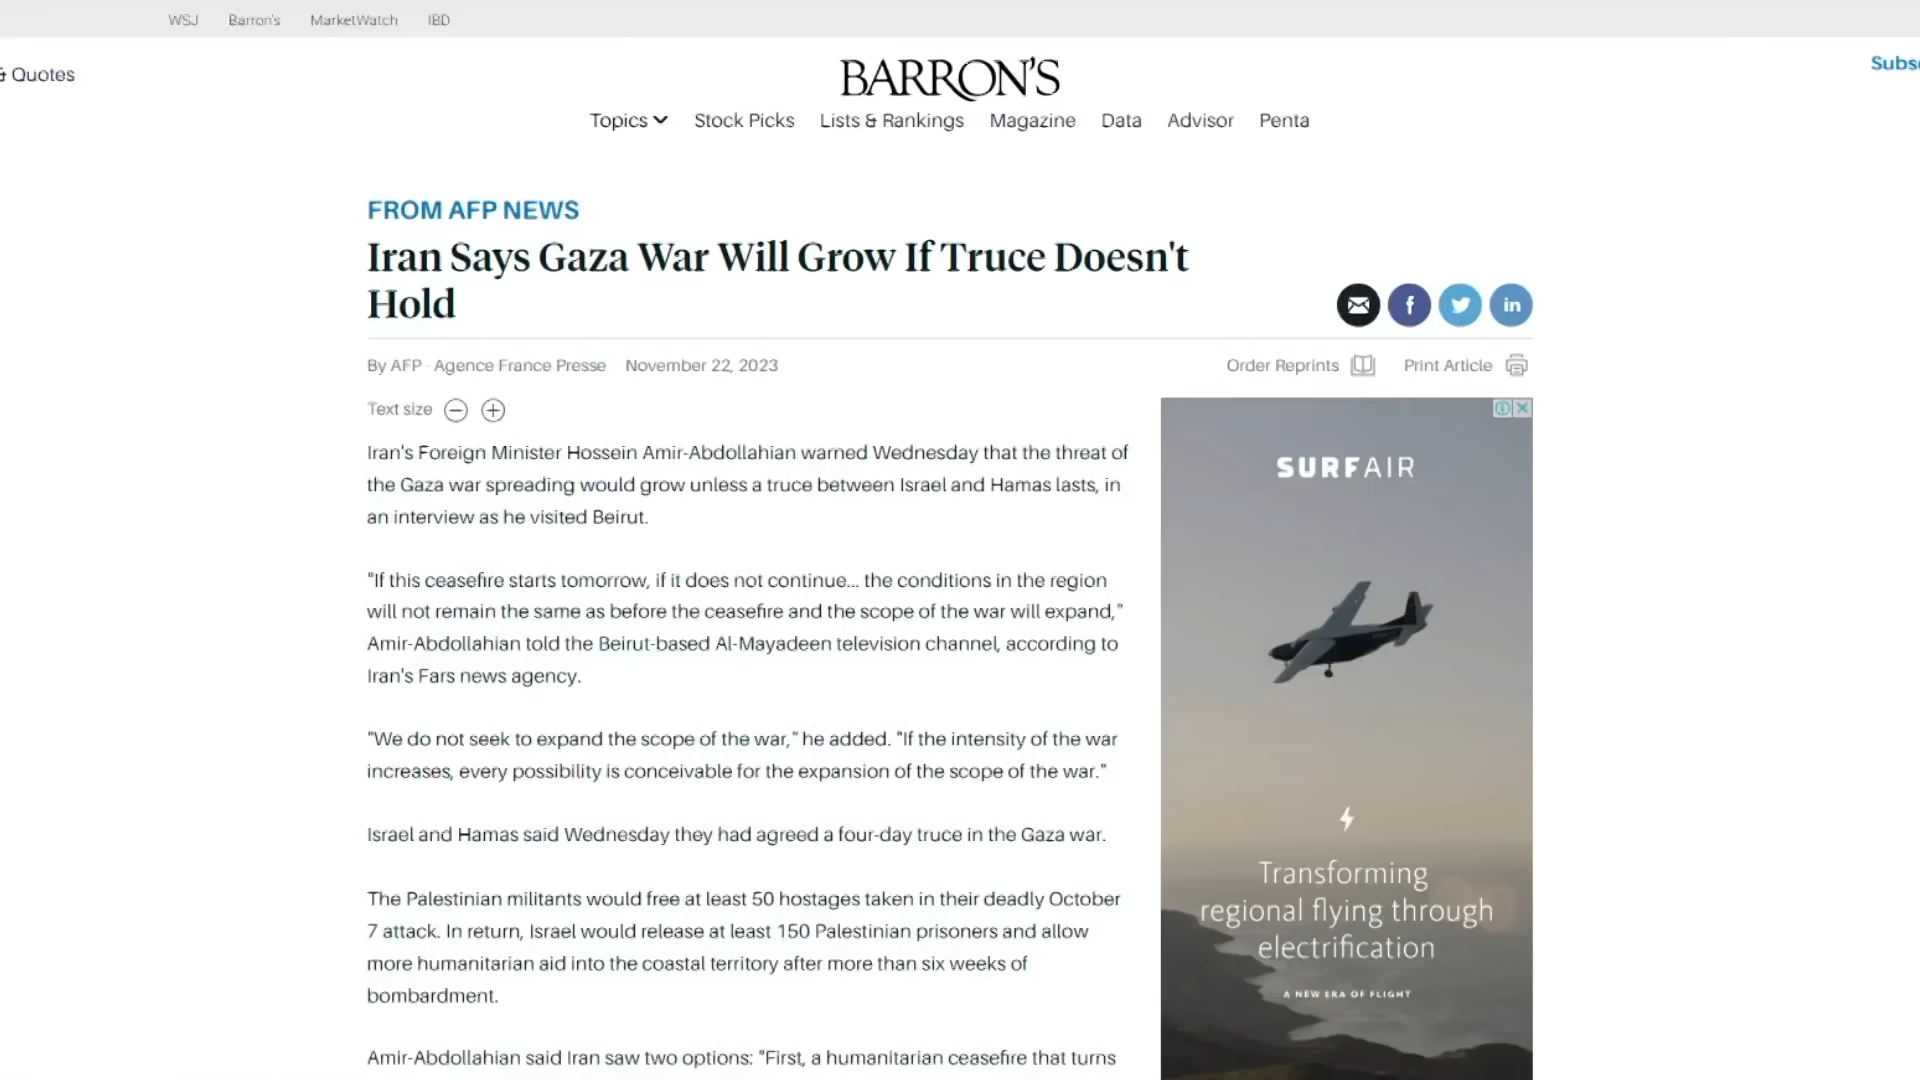 WSJ Barron's MarketWatch IBD
& Quotes
BARRON'S
Topics Stock Picks Lists & Rankings Magazine Data Advisor Penta
FROM AFP NEWS
Iran Says Gaza War Will Grow If Truce Doesn't
Hold
By AFP - Agence France Presse November 22, 2023
Order Reprints Print Article
Text size
Iran's Foreign Minister Hossein Amir-Abdollahian warned Wednesday that the threat of
the Gaza war spreading would grow unless a truce between Israel and Hamas lasts, in
an interview as he visited Beirut.
"If this ceasefire starts tomorrow, if it does not continue... the conditions in the region
will not remain the same as before the ceasefire and the scope of the war will expand,"
Amir-Abdollahian told the Beirut-based Al-Mayadeen television channel, according to
Iran's Fars news agency.
"We do not seek to expand the scope of the war," he added. "If the intensity of the war
increases, every possibility is conceivable for the expansion of the scope of the war."
Israel and Hamas said Wednesday they had agreed a four-day truce in the Gaza war.
The Palestinian militants would free at least 50 hostages taken in their deadly October
7 attack. In return, Israel would release at least 150 Palestinian prisoners and allow
more humanitarian aid into the coastal territory after more than six weeks of
bombardment.
Amir-Abdollahian said Iran saw two options: "First, a humanitarian ceasefire that turns
SURFAIR
Transforming
regional flying through
electrification
A NEW ERA OF FLIGHT